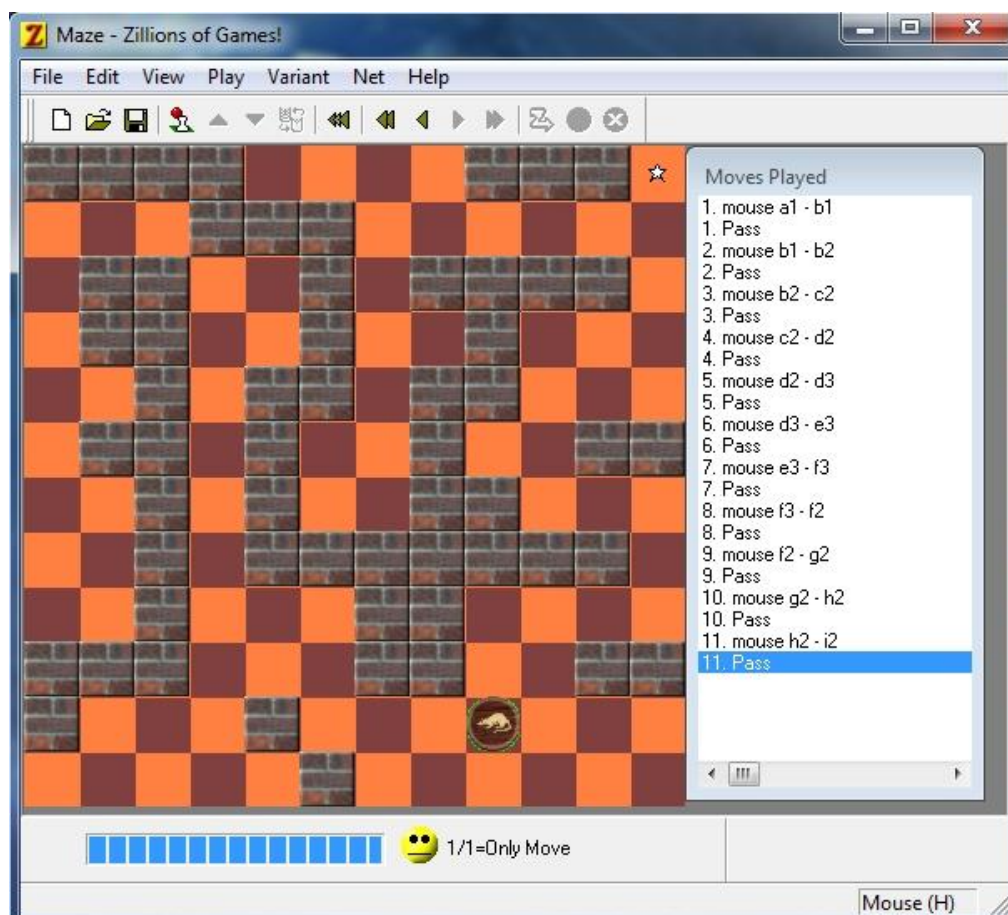 Z Maze - Zillions of Games!
File Edit View Play Variant Net Help
Moves Played
1. mouse a1 - b1
1. Pass
2. mouse b1 - b2
2. Pass
3. mouse b2 - c2
3. Pass
4. mouse c2 - d2
4. Pass
5. mouse d2 - d3
5. Pass
6. mouse d3 - e3
6. Pass
7. mouse e3 - f3
7. Pass
8. mouse f3 - f2
8. Pass
9. mouse f2 - g2
9. Pass
10. mouse g2 - h2
10. Pass
11. mouse h2 - i2
11. Pass
1/1=Only Move
Mouse (H)